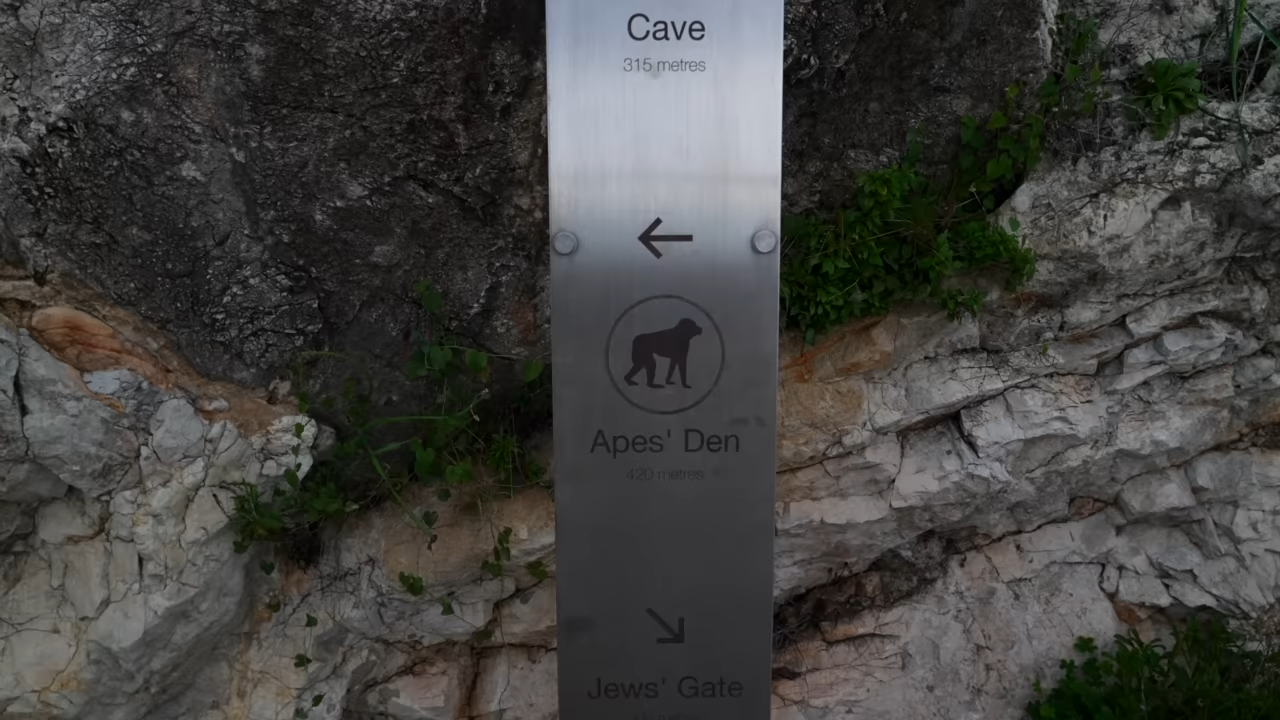 Cave
315 metres
Apes' Den
420 metres
Jews' Gate